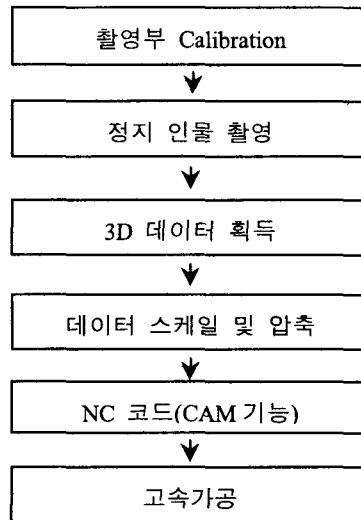 촬영부 Calibration
정지 인물 촬영
3D 데이터 획득
데이터 스케일 및 압축
NC 코드(CAM 기능)
고속가공